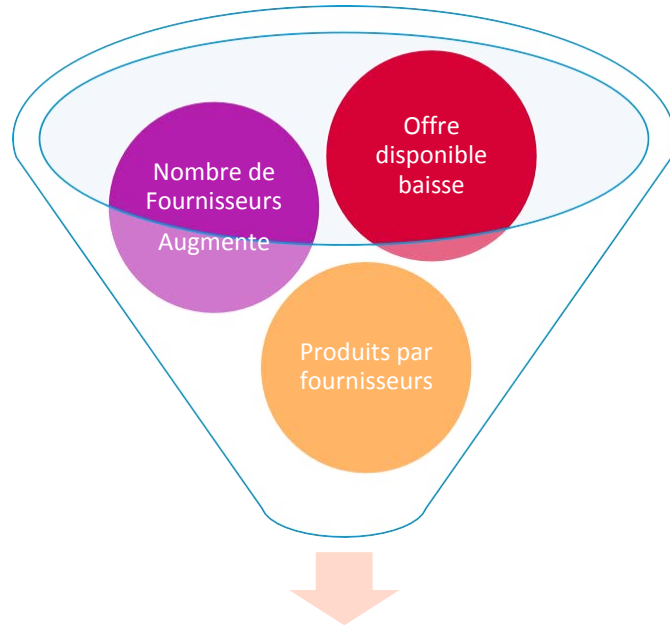 Nombre de
Fournisseurs
Augmente
Offre
disponible
baisse
Produits par
fournisseurs